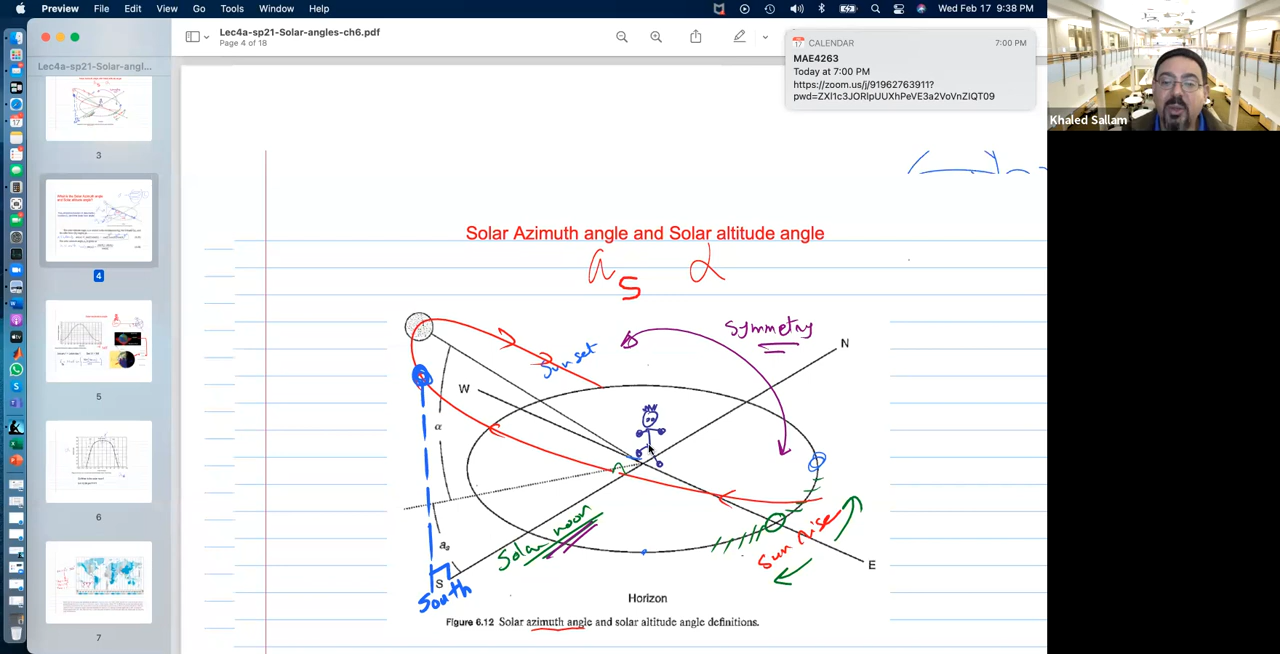 Preview File Edit View Go Tools Window Help
Wed Feb 17 9:38 PM
Lec4a-sp21-Solar-angl...
Lec4a-sp21-Solar-angles-ch6.pdf
Page 4 of 18
CALENDAR 7:00 PM
MAE4263
Today at 7:00 PM
https://zoom.us/j/91962763911?
pwd=ZXl1c3JORlpUUXhPeVE3a2VoVnZIQT09
Khaled Sallam
3
4
5
6
7
Solar Azimuth angle and Solar altitude angle
as α
Symmetry
N
Sunset
W
α
Solar noon
Sun rise
as
E
S
South
Horizon
Figure 6.12 Solar azimuth angle and solar altitude angle definitions.